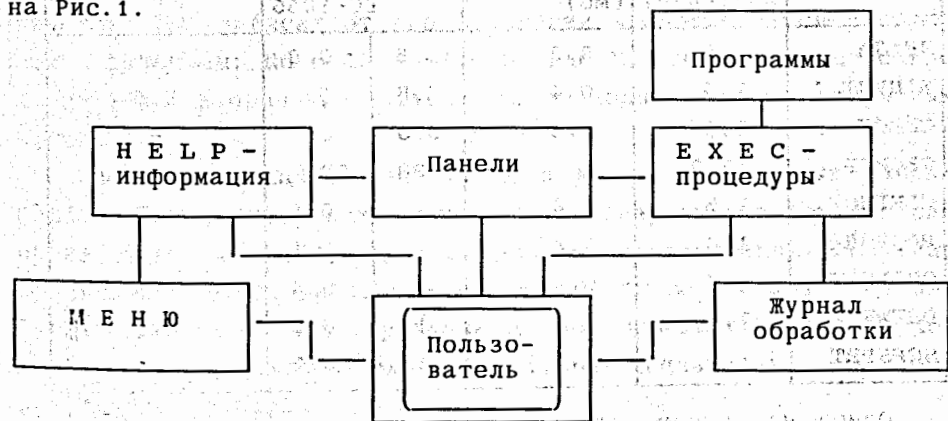 на Рис.1.
Программы
H E L P -
информация
Панели
E X E C -
процедуры
М Е Н Ю
Пользо-
ватель
Журнал
обработки